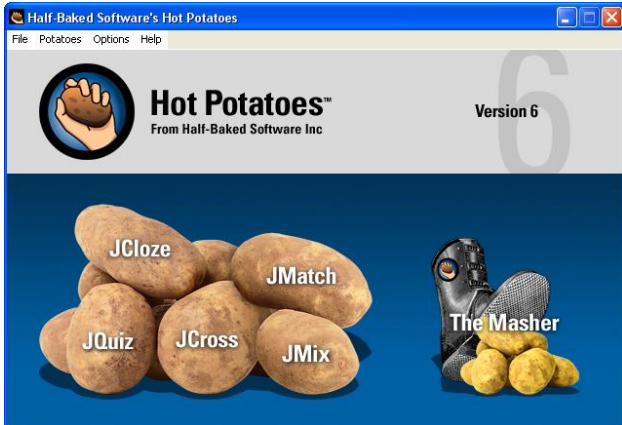 Half-Baked Software's Hot Potatoes
File Potatoes Options Help
6
Hot Potatoes™
From Half-Baked Software Inc
Version 6
JCloze
JMatch
JQuiz
JCross
JMix
The Masher